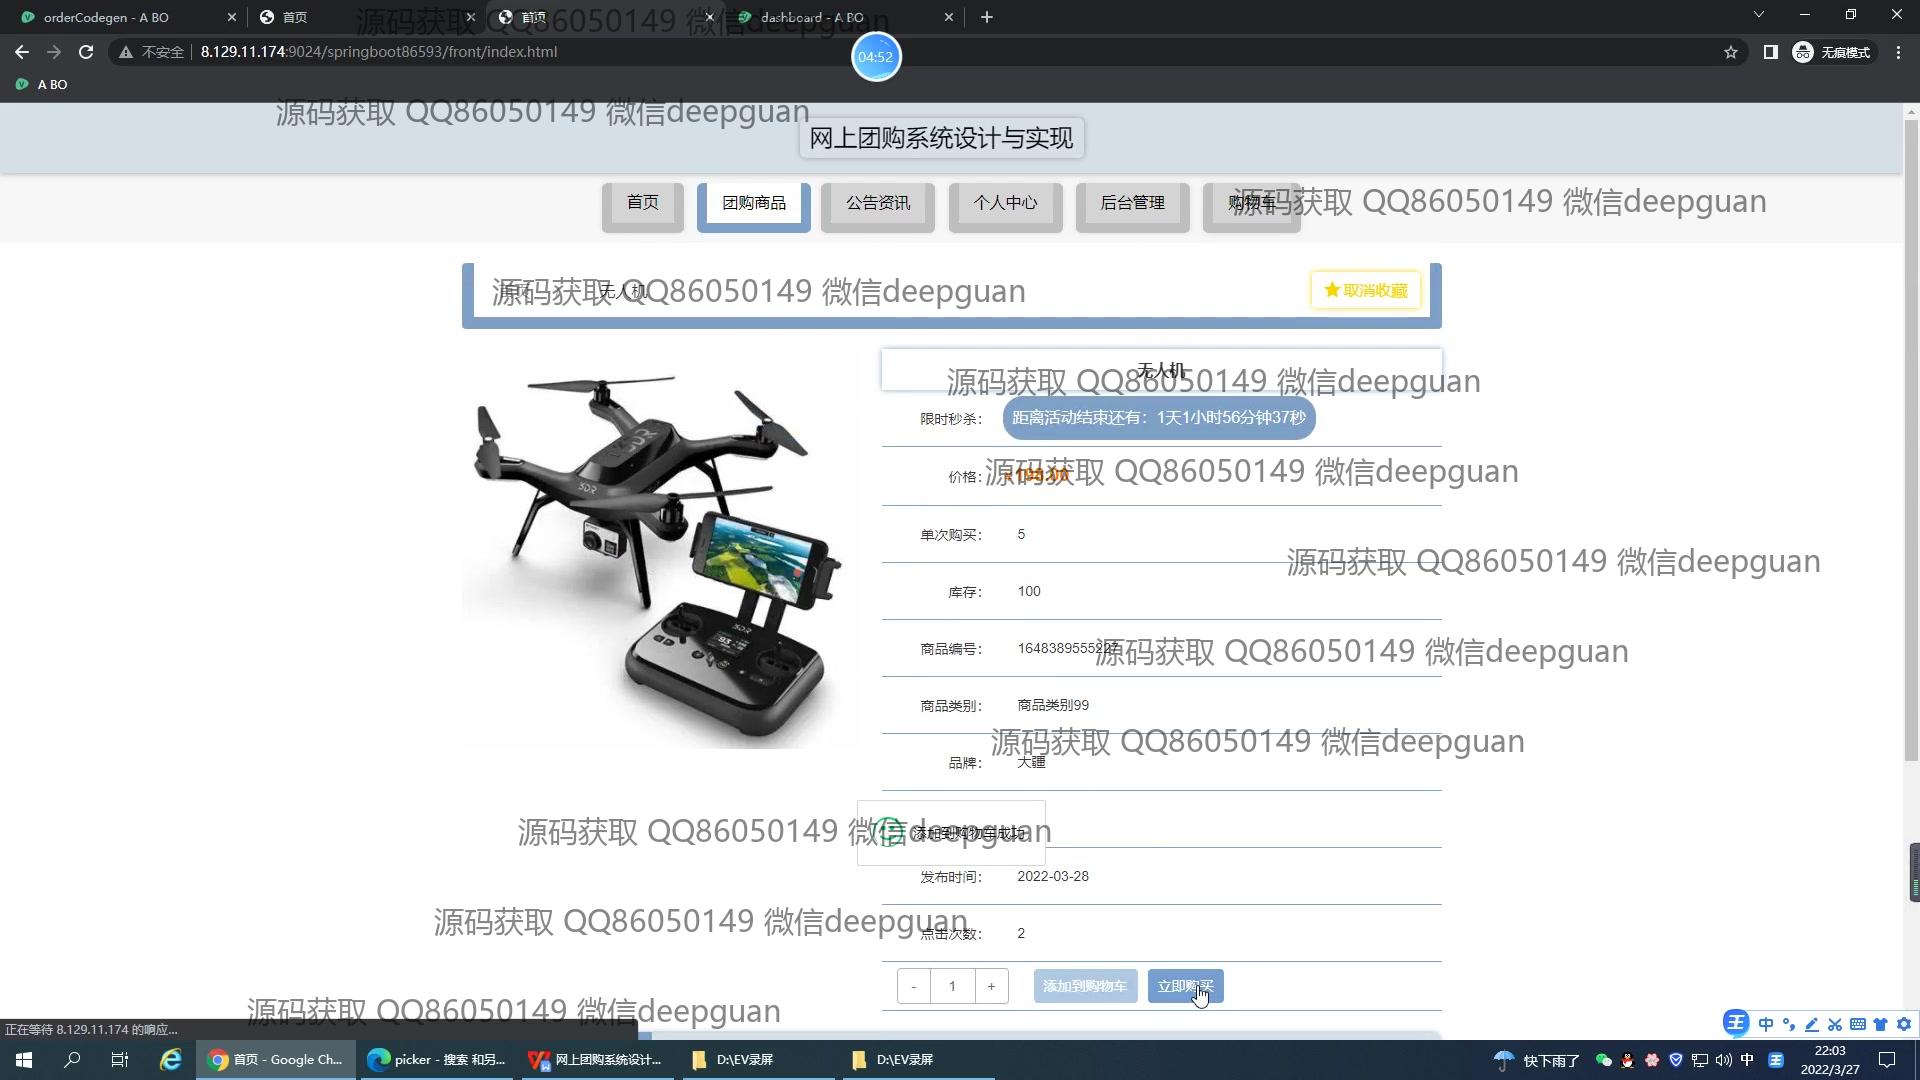 orderCodegen - A BO
首页
首页
dashboard - A BO
源码获取 QQ86050149 微信deepguan
不安全
8.129.11.174:9024/springboot86593/front/index.html
04:52
无痕模式
A BO
源码获取 QQ86050149 微信deepguan
网上团购系统设计与实现
首页
团购商品
公告资讯
个人中心
后台管理
购物车
源码获取 QQ86050149 微信deepguan
无人机
源码获取 QQ86050149 微信deepguan
取消收藏
无人机
源码获取 QQ86050149 微信deepguan
限时秒杀：
距离活动结束还有：1天1小时56分钟37秒
价格：
198.00
源码获取 QQ86050149 微信deepguan
单次购买：
5
源码获取 QQ86050149 微信deepguan
库存：
100
商品编号：
1648389555227
源码获取 QQ86050149 微信deepguan
商品类别：
商品类别99
源码获取 QQ86050149 微信deepguan
品牌：
大疆
源码获取 QQ86050149 微信deepguan
添加到购物车成功
发布时间：
2022-03-28
源码获取 QQ86050149 微信deepguan
点击次数：
2
-
1
+
添加到购物车
立即购买
源码获取 QQ86050149 微信deepguan
正在等待 8.129.11.174 的响应...
王
中
首页 - Google Ch...
picker - 搜索 和另...
网上团购系统设计...
D:\EV录屏
D:\EV录屏
快下雨了
中
22:03
2022/3/27
3DR
3DR